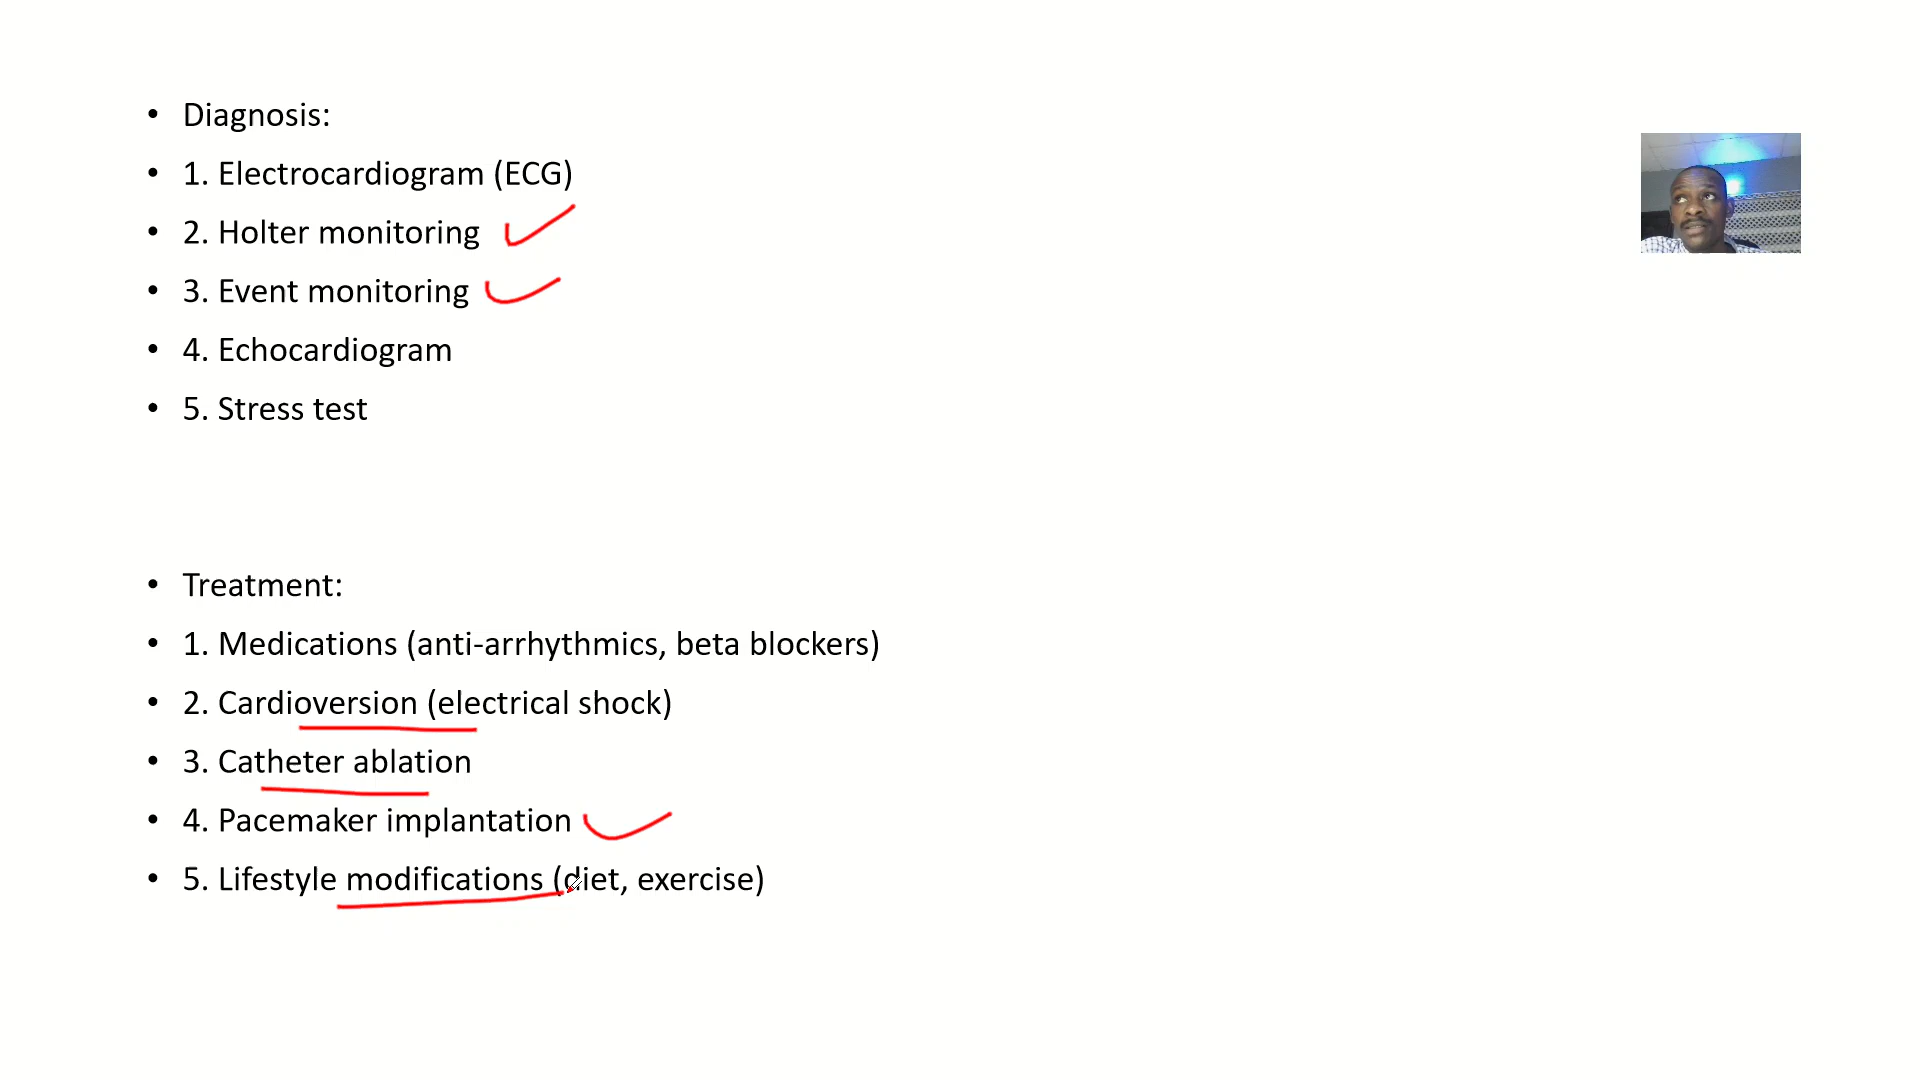 • Diagnosis:
• 1. Electrocardiogram (ECG)
• 2. Holter monitoring
• 3. Event monitoring
• 4. Echocardiogram
• 5. Stress test
• Treatment:
• 1. Medications (anti-arrhythmics, beta blockers)
• 2. Cardioversion (electrical shock)
• 3. Catheter ablation
• 4. Pacemaker implantation
• 5. Lifestyle modifications (diet, exercise)